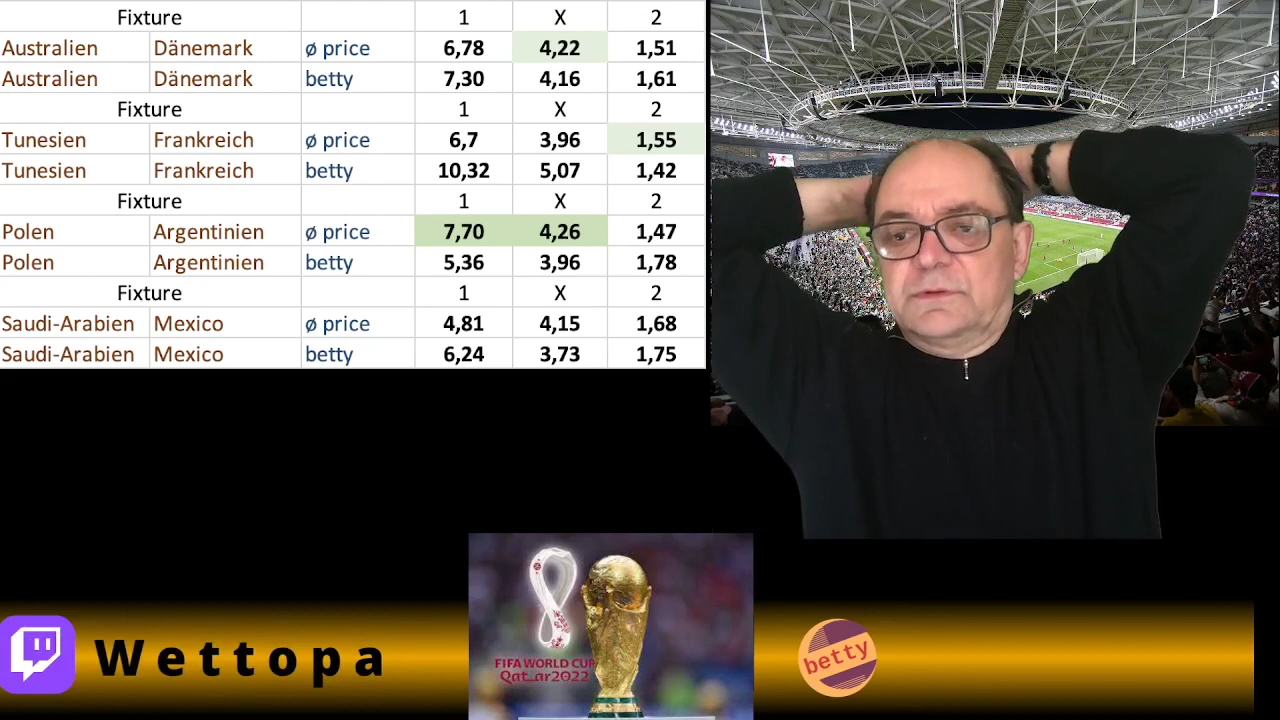 Fixture 1 X 2
Australien Dänemark ø price 6,78 4,22 1,51
Australien Dänemark betty 7,30 4,16 1,61
Fixture 1 X 2
Tunesien Frankreich ø price 6,7 3,96 1,55
Tunesien Frankreich betty 10,32 5,07 1,42
Fixture 1 X 2
Polen Argentinien ø price 7,70 4,26 1,47
Polen Argentinien betty 5,36 3,96 1,78
Fixture 1 X 2
Saudi-Arabien Mexico ø price 4,81 4,15 1,68
Saudi-Arabien Mexico betty 6,24 3,73 1,75
Wettopa
FIFA WORLD CUP
Qatar2022
betty